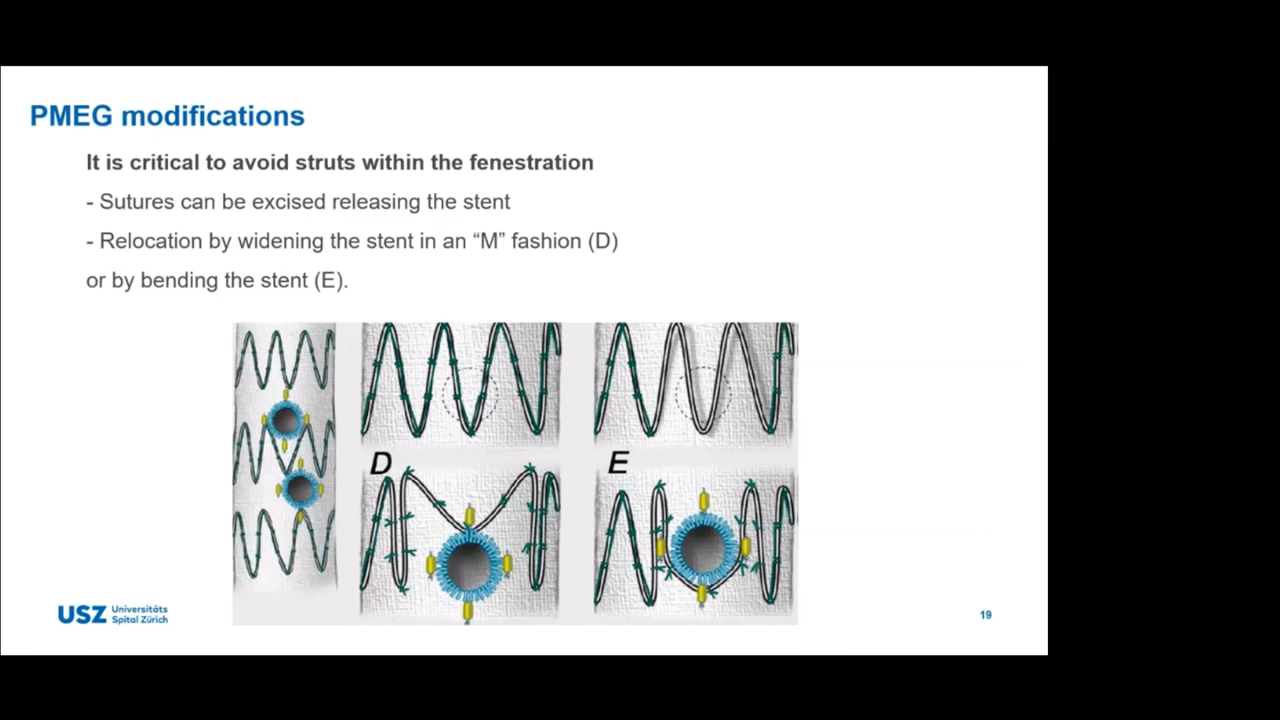 PMEG modifications
It is critical to avoid struts within the fenestration
- Sutures can be excised releasing the stent
- Relocation by widening the stent in an “M” fashion (D)
or by bending the stent (E).
D
E
USZ Universitäts
Spital Zürich
19